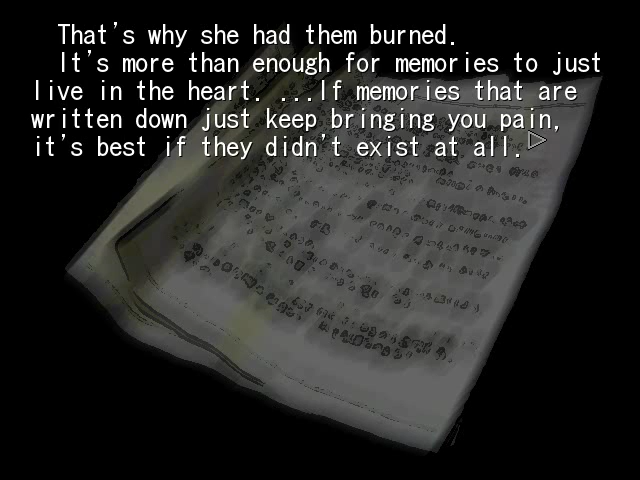 That's why she had them burned.
It's more than enough for memories to just
live in the heart. ...If memories that are
written down just keep bringing you pain,
it's best if they didn't exist at all.